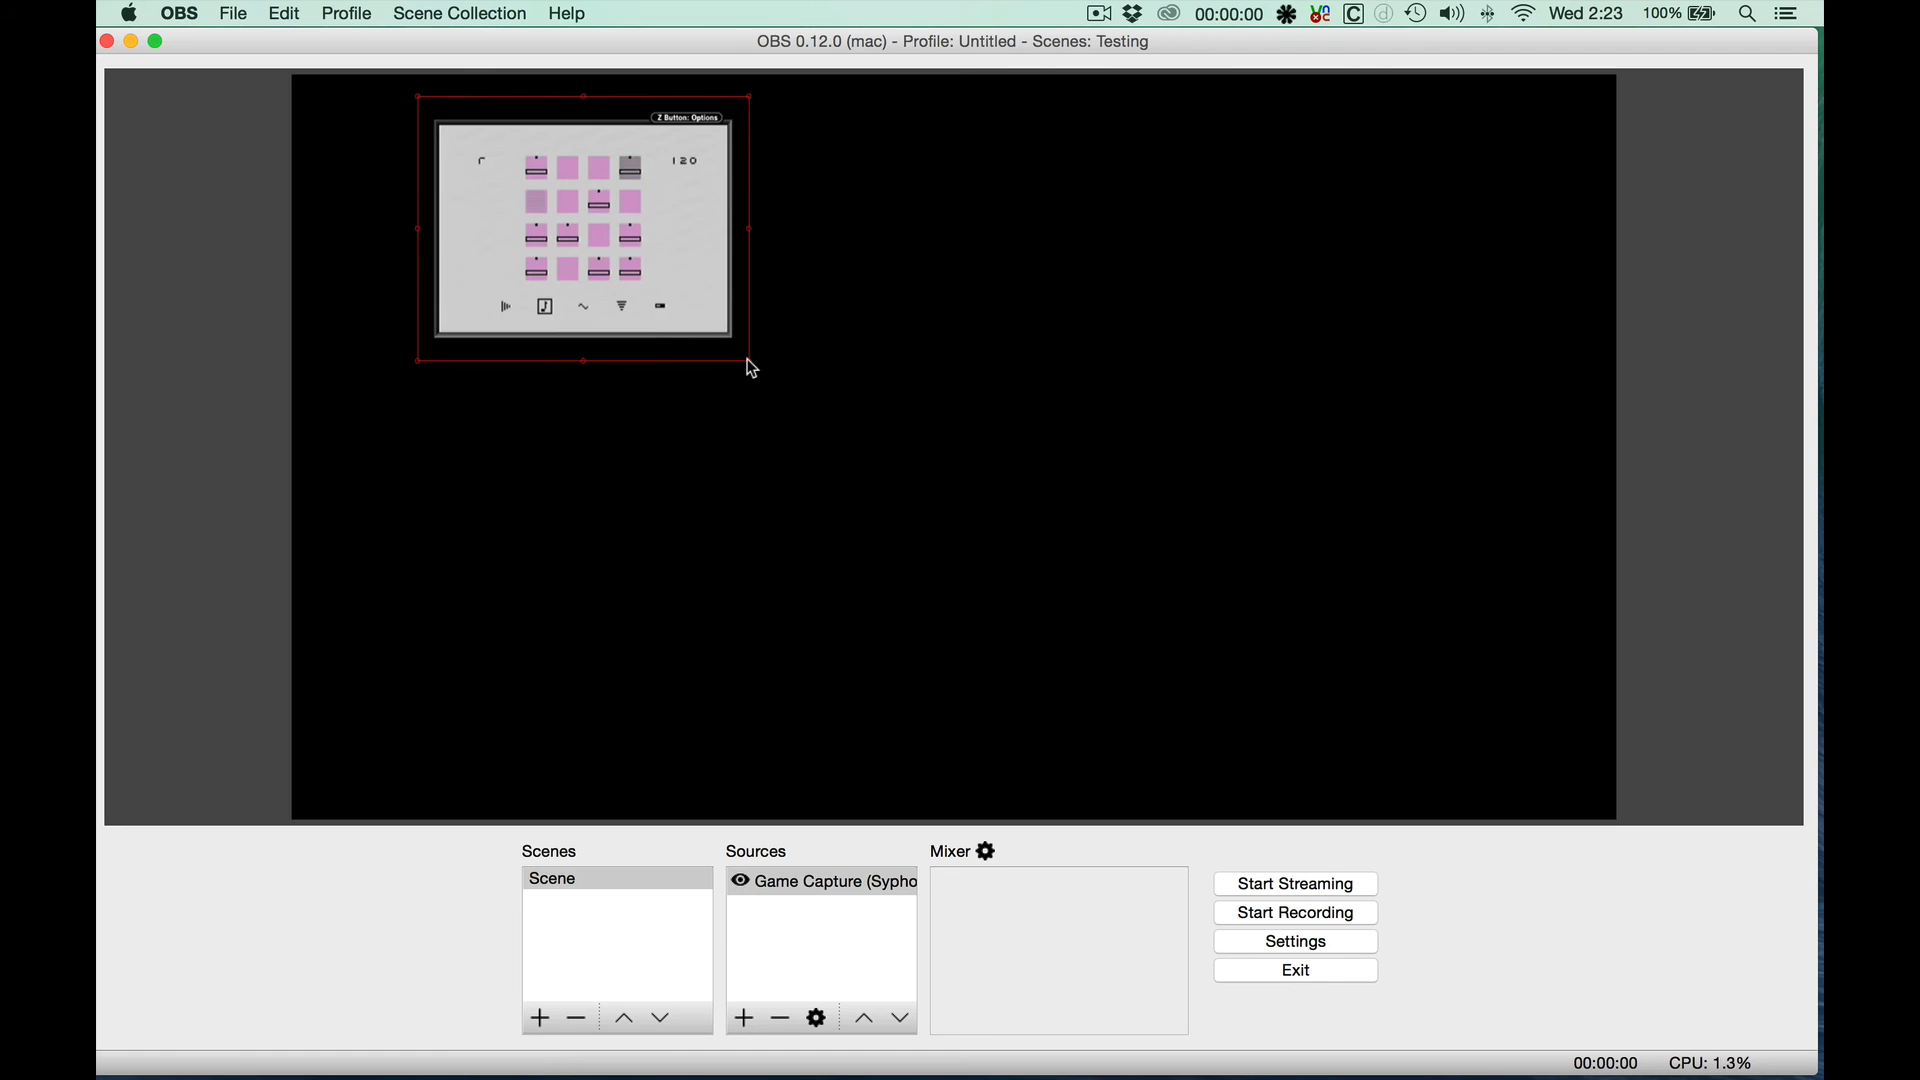 OBS File Edit Profile Scene Collection Help 00:00:00 Wed 2:23 100%
OBS 0.12.0 (mac) - Profile: Untitled - Scenes: Testing
Z Button: Options
r 120
Scenes Sources Mixer
Scene
Game Capture (Sypho
Start Streaming
Start Recording
Settings
Exit
00:00:00 CPU: 1.3%